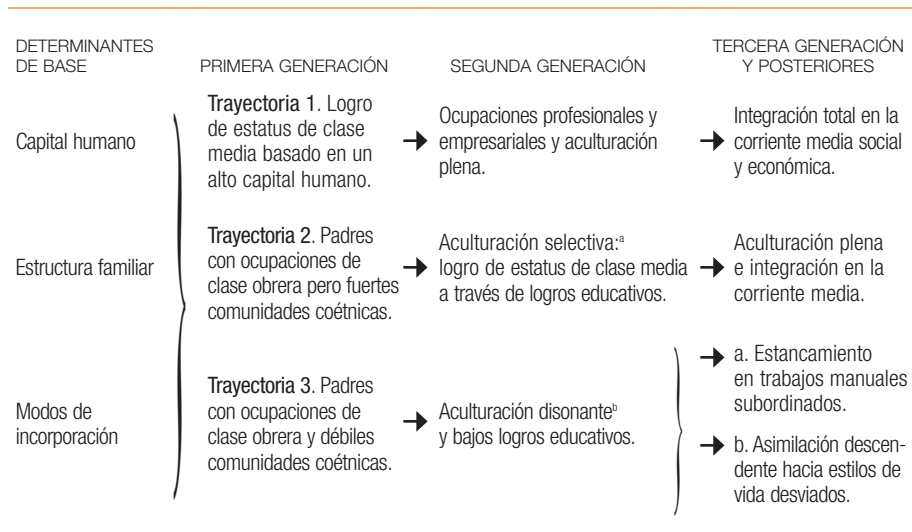 DETERMINANTES
DE BASE
PRIMERA GENERACIÓN
SEGUNDA GENERACIÓN
TERCERA GENERACIÓN
Y POSTERIORES
Capital humano
Trayectoria 1. Logro
de estatus de clase
media basado en un
alto capital humano.
Ocupaciones profesionales y
empresariales y aculturación
plena.
Integración total en la
corriente media social
y económica.
Estructura familiar
Trayectoria 2. Padres
con ocupaciones de
clase obrera pero fuertes
comunidades coétnicas.
Aculturación selectiva:ᵃ
logro de estatus de clase media
a través de logros educativos.
Aculturación plena
e integración en la
corriente media.
Modos de
incorporación
Trayectoria 3. Padres
con ocupaciones de
clase obrera y débiles
comunidades coétnicas.
Aculturación disonanteᵇ
y bajos logros educativos.
a. Estancamiento
en trabajos manuales
subordinados.
b. Asimilación descen-
dente hacia estilos de
vida desviados.